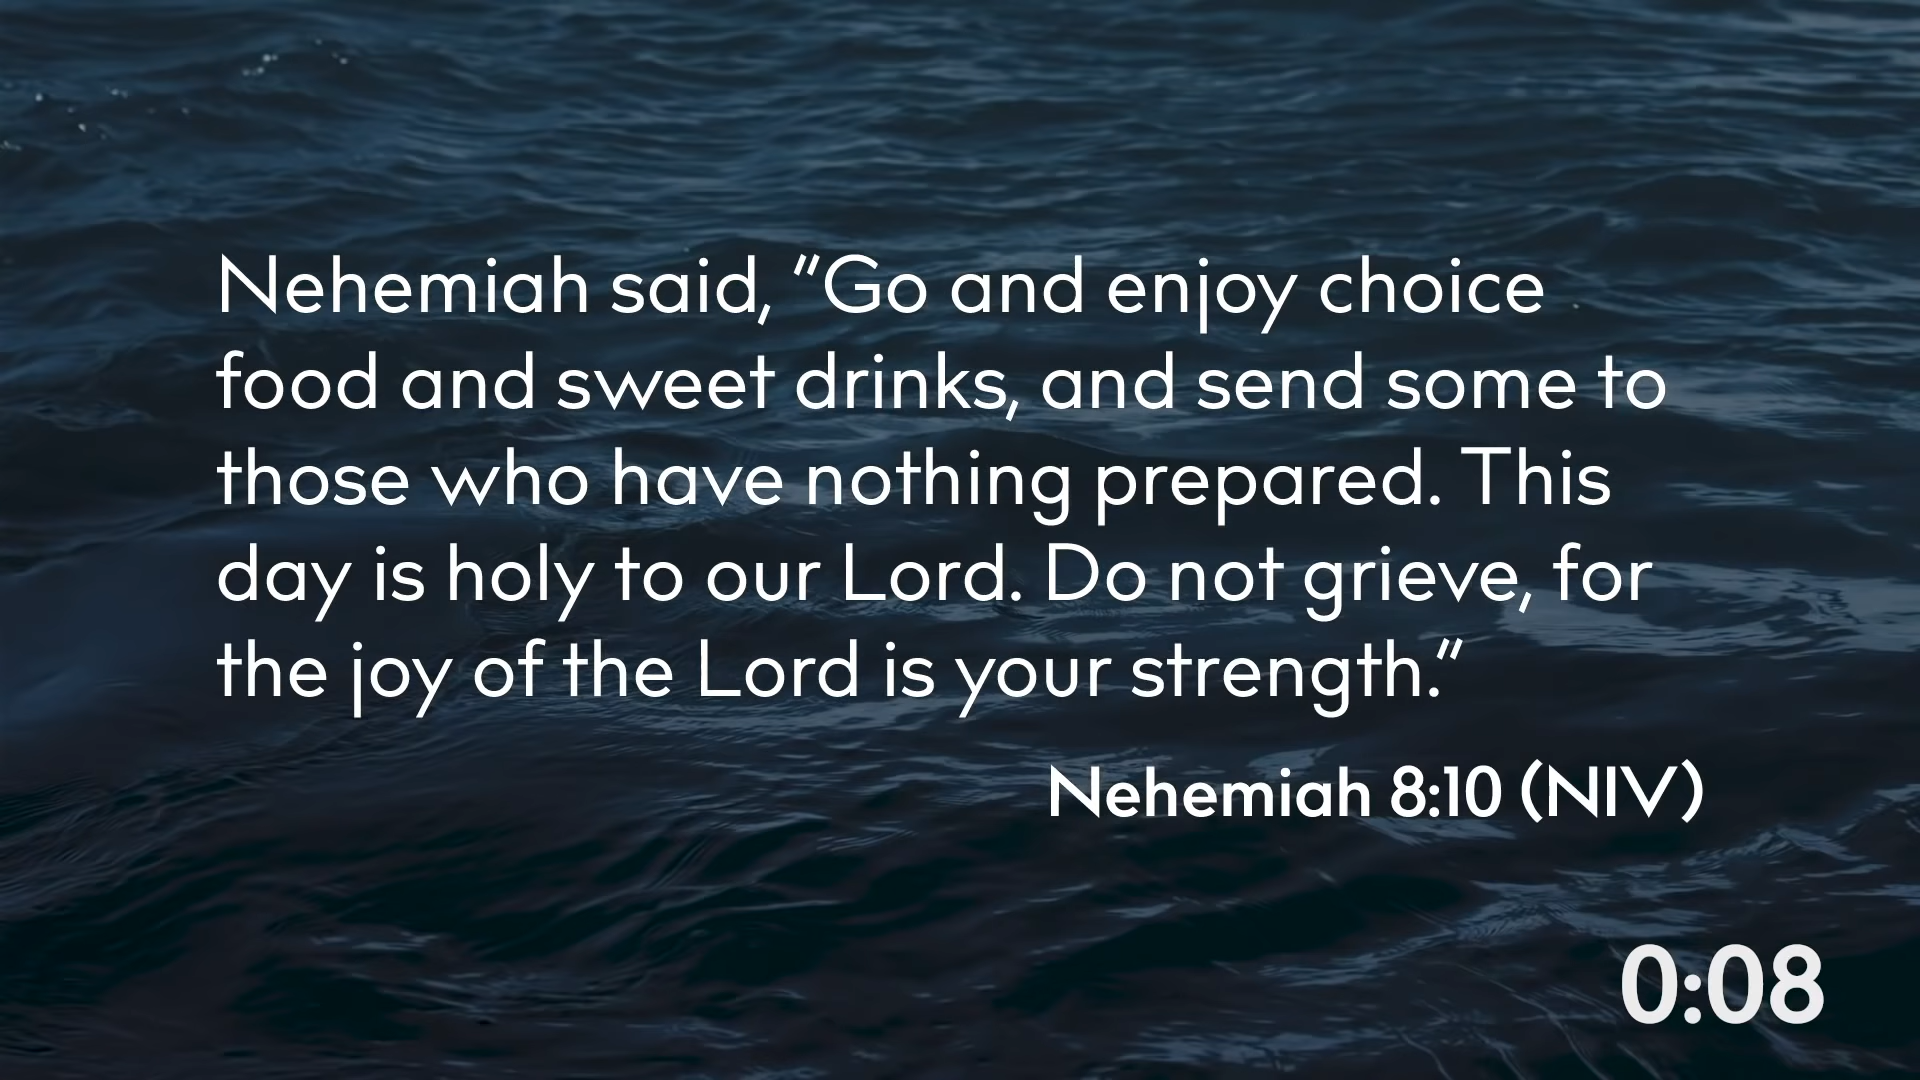 Nehemiah said, “Go and enjoy choice
food and sweet drinks, and send some to
those who have nothing prepared. This
day is holy to our Lord. Do not grieve, for
the joy of the Lord is your strength.”
Nehemiah 8:10 (NIV)
0:08